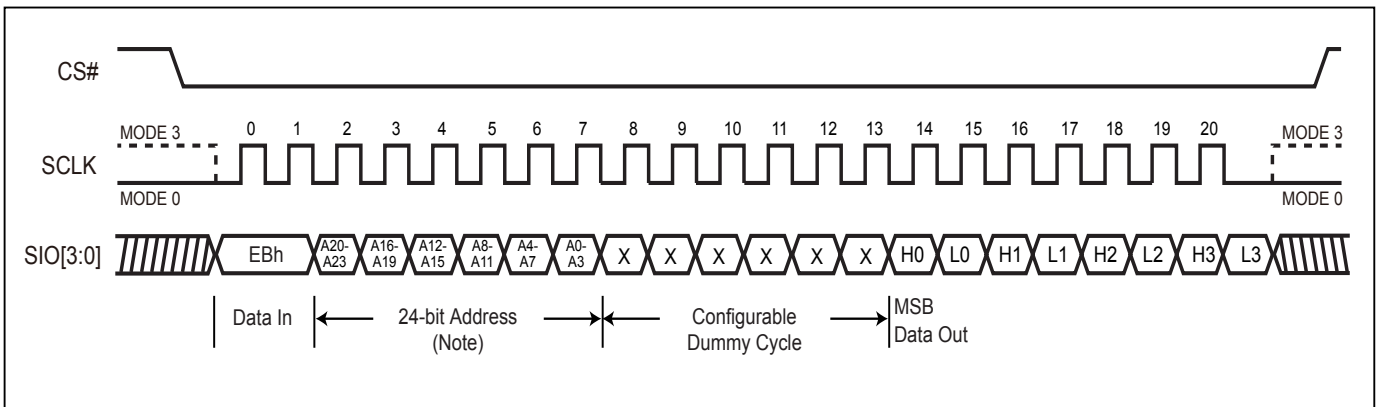 CS#
MODE 3 0 1 2 3 4 5 6 7 8 9 10 11 12 13 14 15 16 17 18 19 20 MODE 3
SCLK
MODE 0 MODE 0
SIO[3:0] EBh A20-A23 A16-A19 A12-A15 A8-A11 A4-A7 A0-A3 X X X X X X H0 L0 H1 L1 H2 L2 H3 L3
Data In 24-bit Address Configurable MSB
(Note) Dummy Cycle Data Out